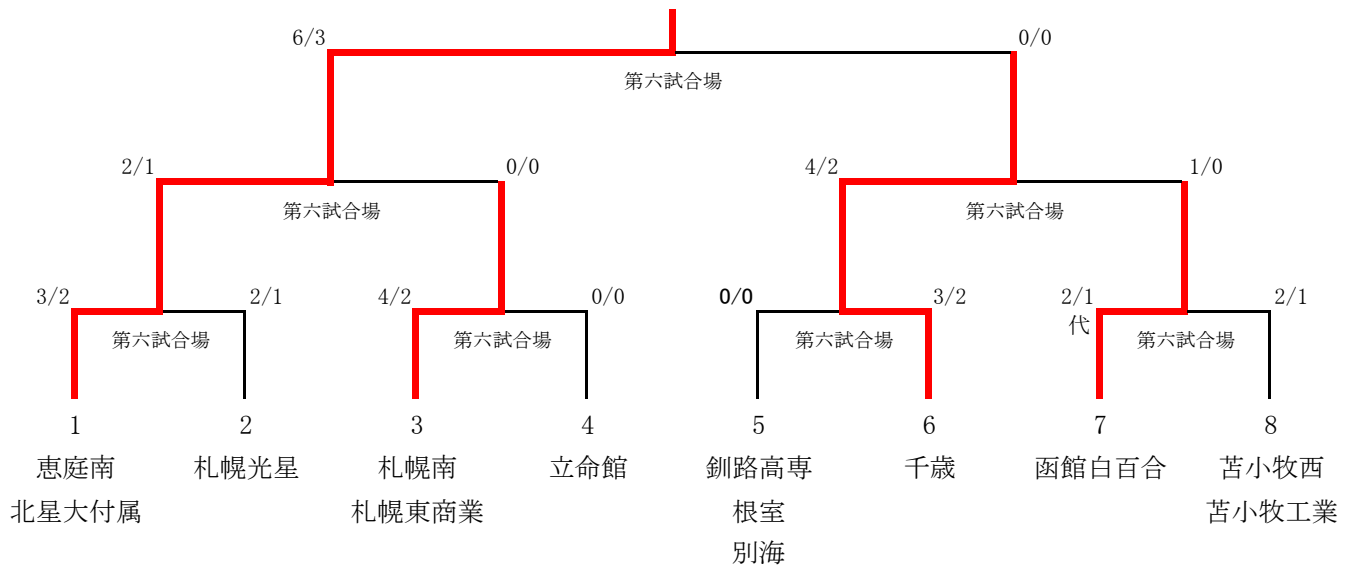 6/3 0/0
第六試合場
2/1 0/0 4/2 1/0
第六試合場 第六試合場
3/2 2/1 4/2 0/0 0/0 3/2 2/1 2/1
代
第六試合場 第六試合場 第六試合場 第六試合場
1 2 3 4 5 6 7 8
恵庭南 札幌光星 札幌南 立命館 釧路高専 千歳 函館白百合 苫小牧西
北星大付属 札幌東商業 根室 苫小牧工業
別海